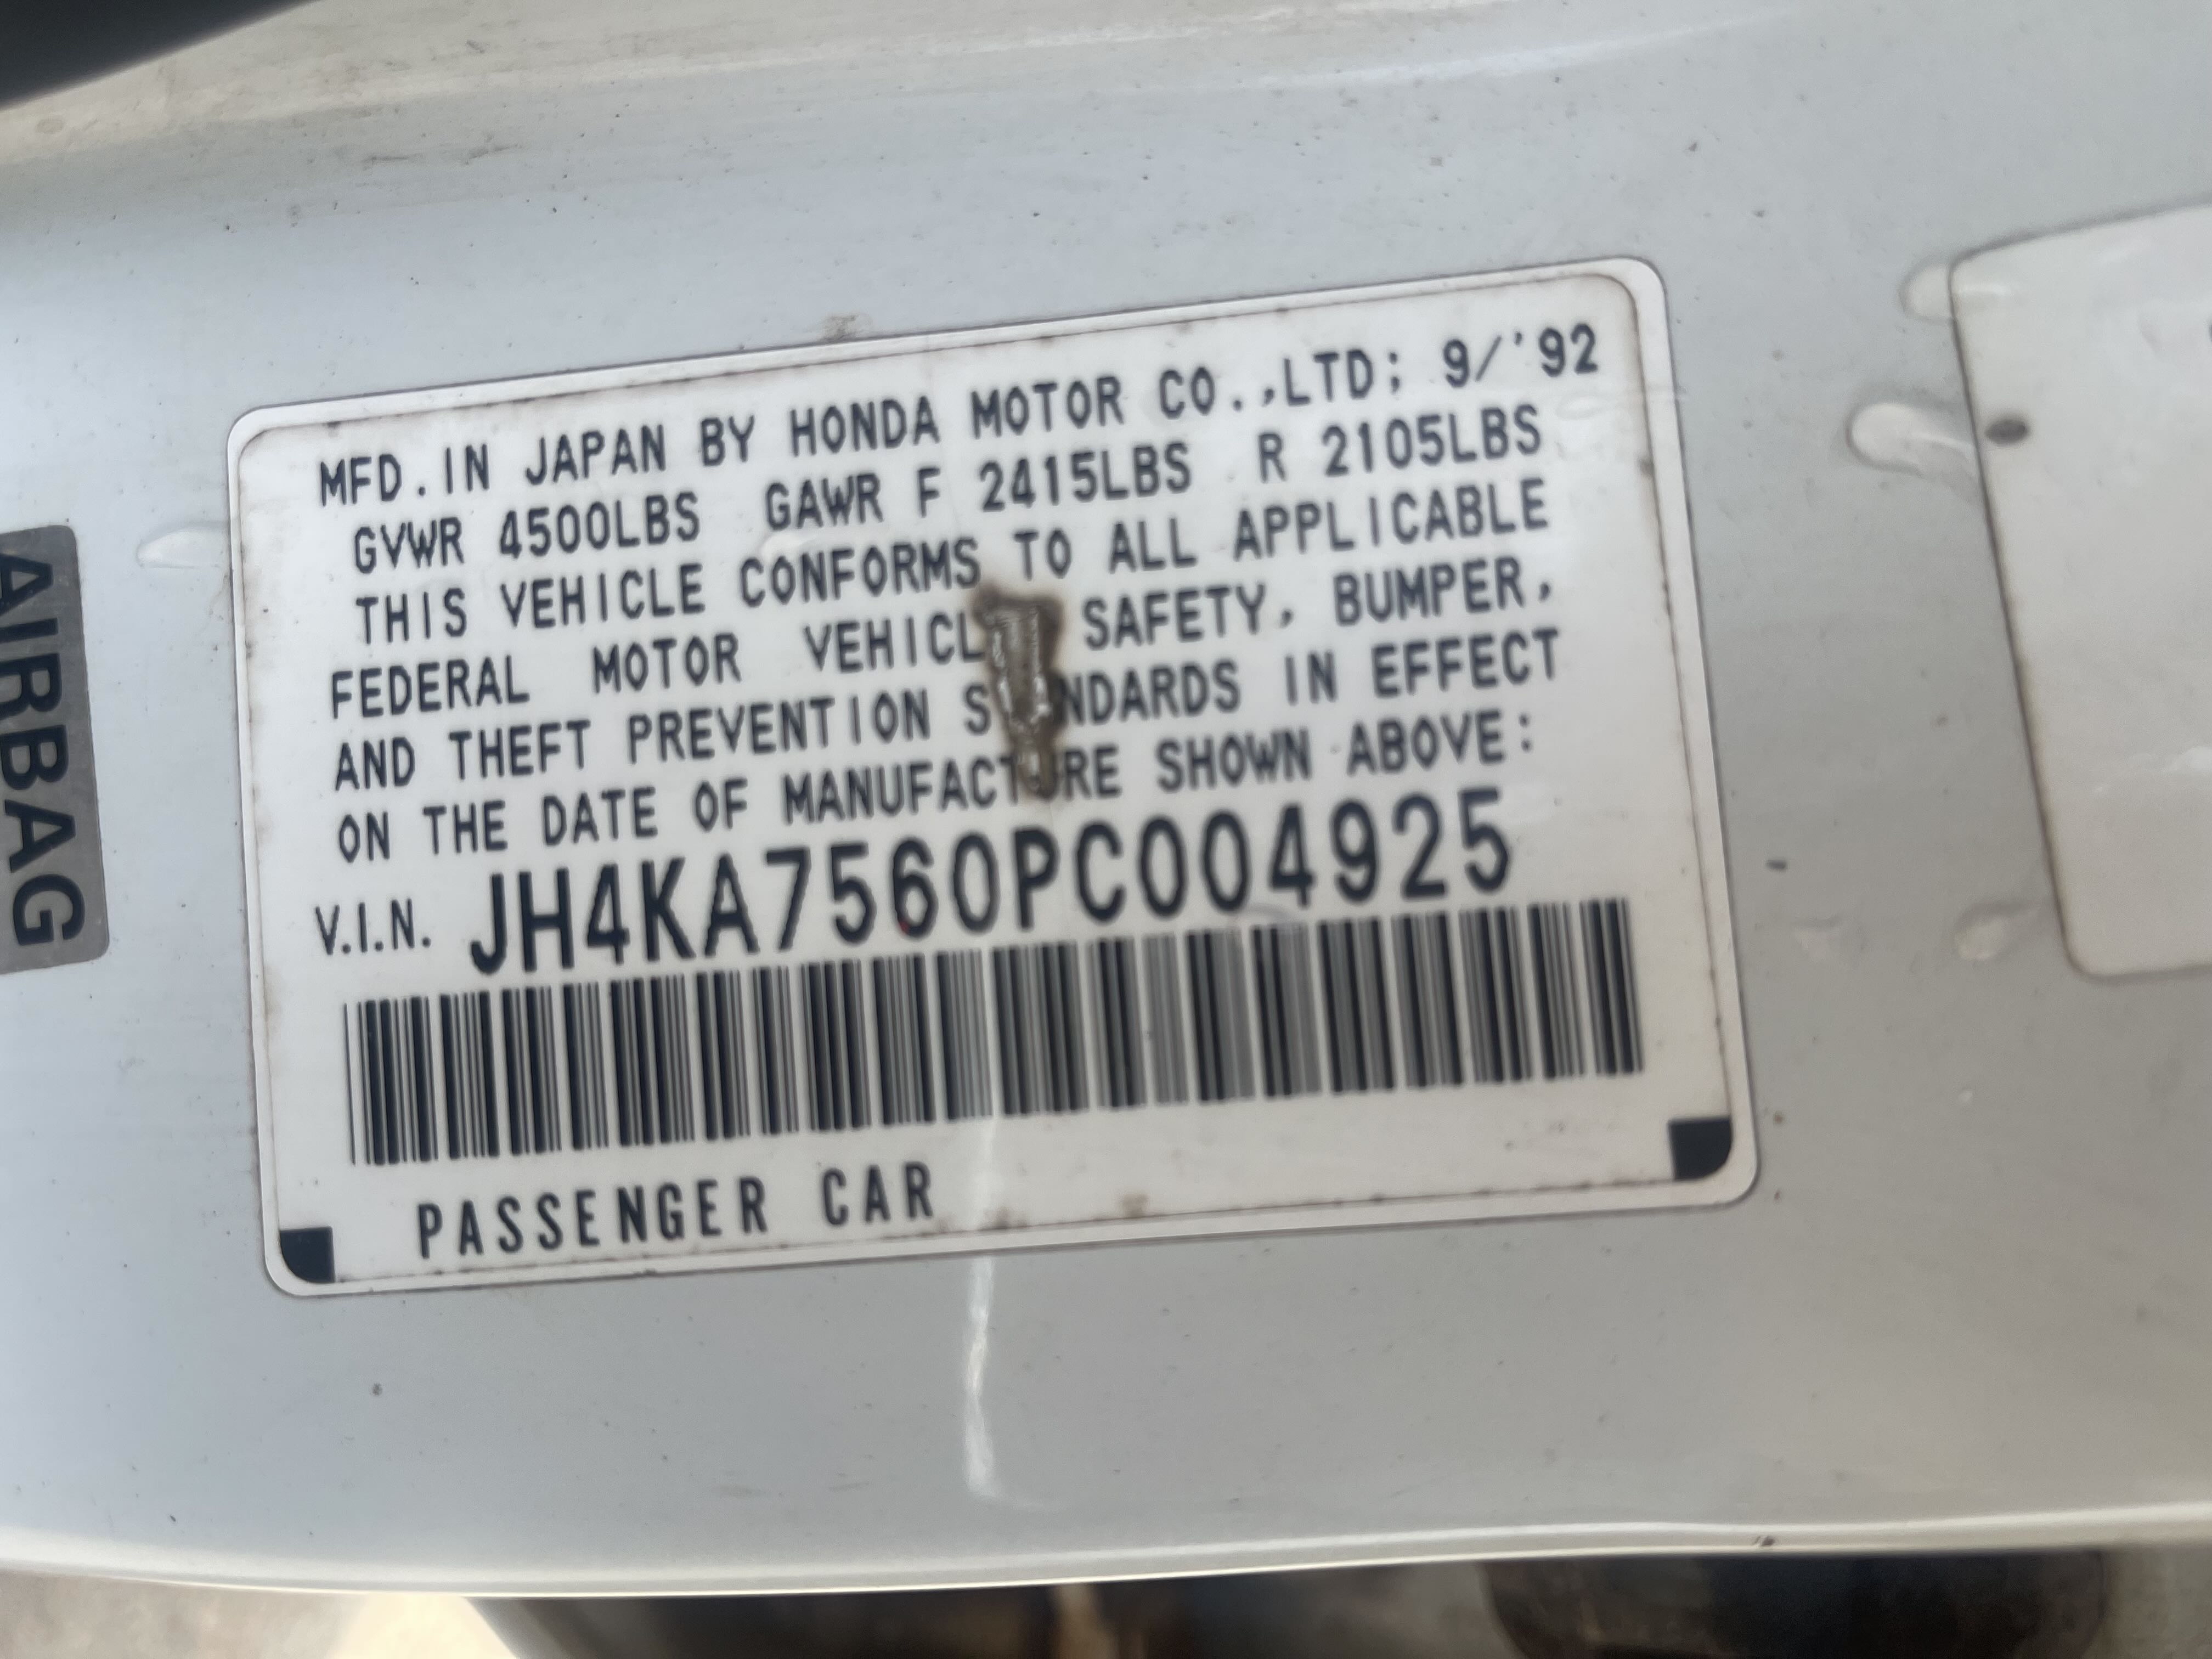 MFD. IN JAPAN BY HONDA MOTOR CO.,LTD; 9/'92
GVWR 4500LBS GAWR F 2415LBS R 2105LBS
THIS VEHICLE CONFORMS TO ALL APPLICABLE
FEDERAL MOTOR VEHICL SAFETY, BUMPER,
AND THEFT PREVENTION S NDARDS IN EFFECT
ON THE DATE OF MANUFACTURE SHOWN ABOVE:
V.I.N. JH4KA7560PC004925
PASSENGER CAR
AIRBAG